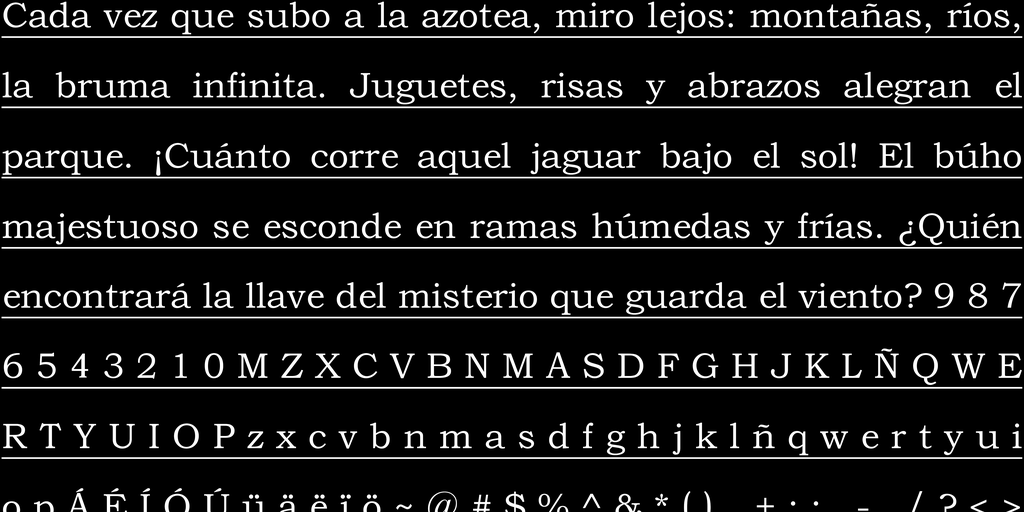 Cada vez que subo a la azotea, miro lejos: montañas, ríos,
la bruma infinita. Juguetes, risas y abrazos alegran el
parque. ¡Cuánto corre aquel jaguar bajo el sol! El búho
majestuoso se esconde en ramas húmedas y frías. ¿Quién
encontrará la llave del misterio que guarda el viento? 9 8 7
6 5 4 3 2 1 0 M Z X C V B N M A S D F G H J K L Ñ Q W E
R T Y U I O P z x c v b n m a s d f g h j k l ñ q w e r t y u i
o p Á É Í Ó Ú ü ä ë ï ö ~ @ # $ % ^ & * ( ) _ + : ; . - , / ? < >